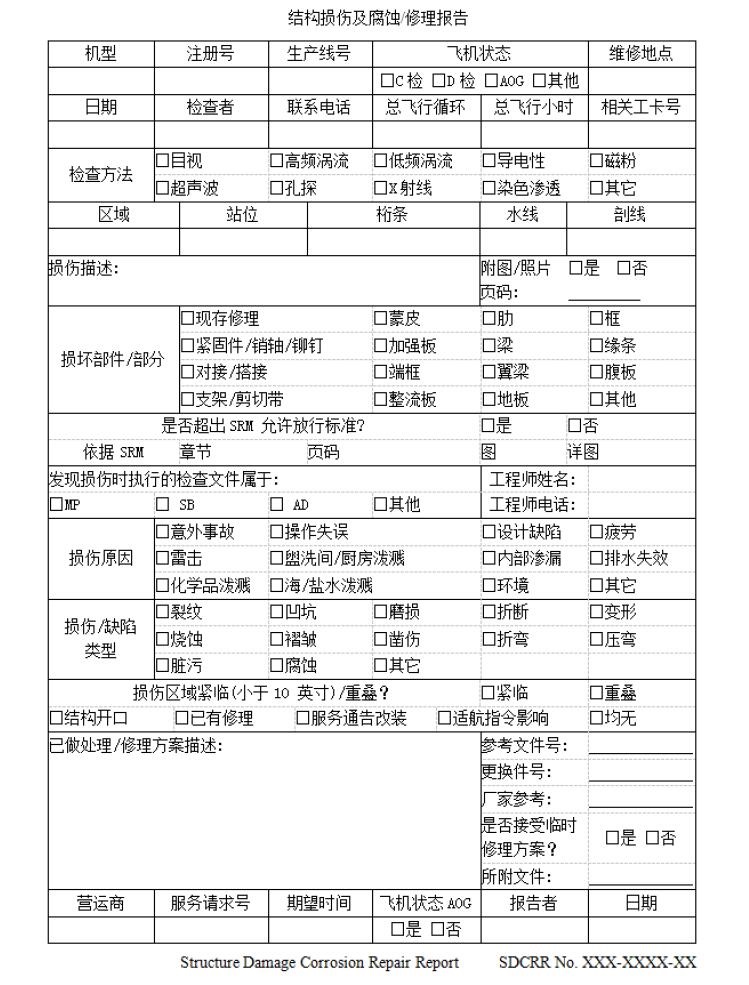 结构损伤及腐蚀/修理报告
机型 注册号 生产线号 飞机状态 维修地点
□C 检 □D 检 □AOG □其他
日期 检查者 联系电话 总飞行循环 总飞行小时 相关工卡号
检查方法
□目视 □高频涡流 □低频涡流 □导电性 □磁粉
□超声波 □孔探 □X 射线 □染色渗透 □其它
区域 站位 桁条 水线 剖线
损伤描述：
附图/照片 □是 □否
页码： ________
损坏部件/部分
□现存修理 □蒙皮 □肋 □框
□紧固件/销轴/铆钉 □加强板 □梁 □缘条
□对接/搭接 □端框 □翼梁 □腹板
□支架/剪切带 □整流板 □地板 □其他
是否超出 SRM 允许放行标准？ □是 □否
依据 SRM 章节 页码 图 详图
发现损伤时执行的检查文件属于： 工程师姓名：
□MP □ SB □ AD □其他 工程师电话：
损伤原因
□意外事故 □操作失误 □设计缺陷 □疲劳
□雷击 □盥洗间/厨房泼溅 □内部渗漏 □排水失效
□化学品泼溅 □海/盐水泼溅 □环境 □其它
损伤/缺陷
类型
□裂纹 □凹坑 □磨损 □折断 □变形
□烧蚀 □褶皱 □凿伤 □折弯 □压弯
□脏污 □腐蚀 □其它
损伤区域紧临(小于 10 英寸)/重叠？ □紧临 □重叠
□结构开口 □已有修理 □服务通告改装 □适航指令影响 □均无
已做处理/修理方案描述：
参考文件号： ____________
更换件号： ____________
厂家参考： ____________
是否接受临时
修理方案？ □是 □否
所附文件： ____________
营运商 服务请求号 期望时间 飞机状态 AOG 报告者 日期
□是 □否
Structure Damage Corrosion Repair Report SDCRR No. XXX-XXXX-XX